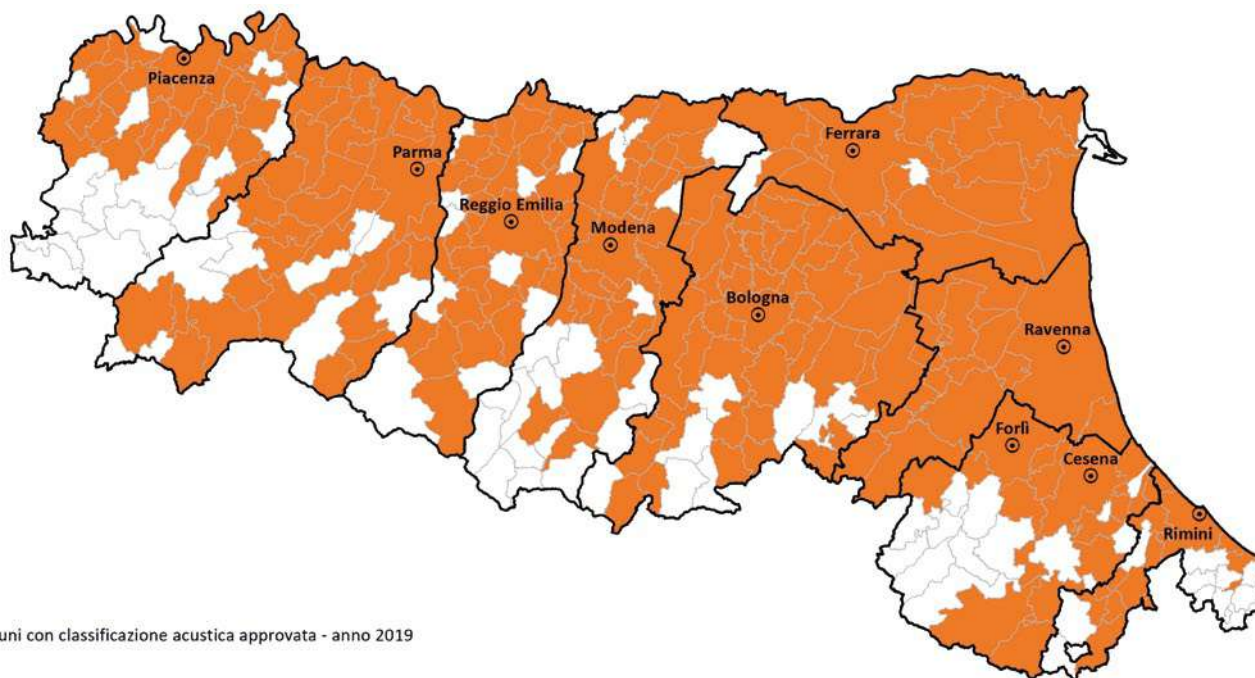 Piacenza
Parma
Ferrara
Reggio Emilia
Modena
Bologna
Ravenna
Forlì
Cesena
Rimini
uni con classificazione acustica approvata - anno 2019